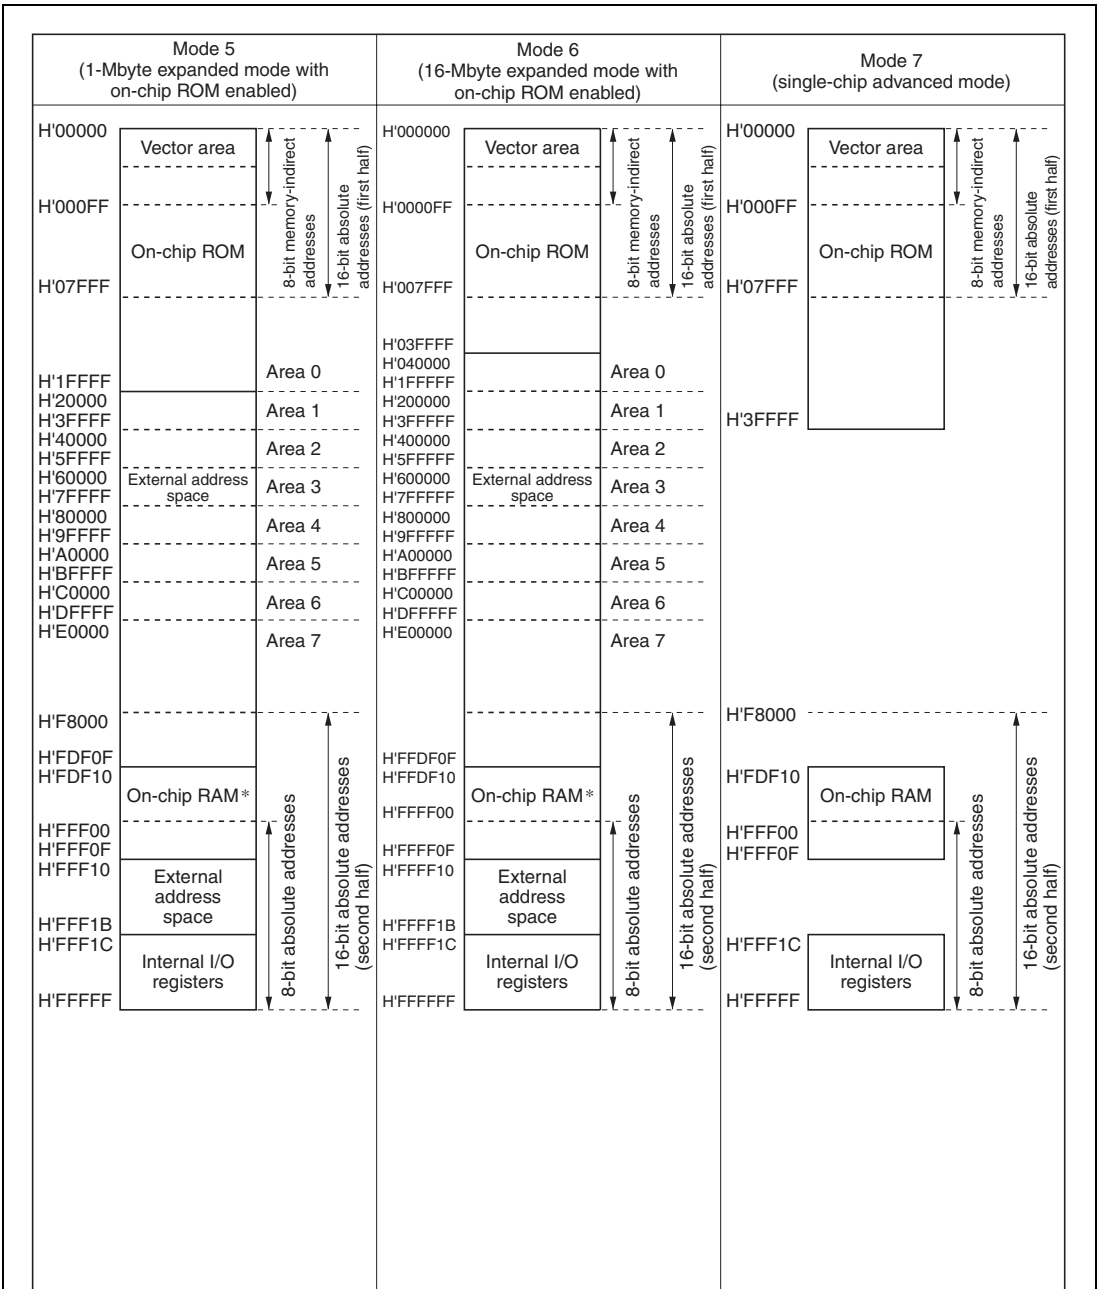 Mode 5
(1-Mbyte expanded mode with
on-chip ROM enabled)
H'00000
Vector area
H'000FF
On-chip ROM
H'07FFF
8-bit memory-indirect
addresses
16-bit absolute
addresses (first half)
H'1FFFF
H'20000
H'3FFFF
H'40000
H'5FFFF
H'60000
H'7FFFF
H'80000
H'9FFFF
H'A0000
H'BFFFF
H'C0000
H'DFFFF
H'E0000
External address
space
Area 0
Area 1
Area 2
Area 3
Area 4
Area 5
Area 6
Area 7
H'F8000
H'FDF0F
H'FDF10
On-chip RAM*
H'FFF00
H'FFF0F
H'FFF10
External
address
space
H'FFF1B
H'FFF1C
Internal I/O
registers
H'FFFFF
8-bit absolute addresses
16-bit absolute addresses
(second half)
Mode 6
(16-Mbyte expanded mode with
on-chip ROM enabled)
H'000000
Vector area
H'0000FF
On-chip ROM
H'007FFF
8-bit memory-indirect
addresses
16-bit absolute
addresses (first half)
H'03FFFF
H'040000
H'1FFFFF
H'200000
H'3FFFFF
H'400000
H'5FFFFF
H'600000
H'7FFFFF
H'800000
H'9FFFFF
H'A00000
H'BFFFFF
H'C00000
H'DFFFFF
H'E00000
External address
space
Area 0
Area 1
Area 2
Area 3
Area 4
Area 5
Area 6
Area 7
H'FFDF0F
H'FFDF10
On-chip RAM*
H'FFFF00
H'FFFF0F
H'FFFF10
External
address
space
H'FFFF1B
H'FFFF1C
Internal I/O
registers
H'FFFFFF
8-bit absolute addresses
16-bit absolute addresses
(second half)
Mode 7
(single-chip advanced mode)
H'00000
Vector area
H'000FF
On-chip ROM
H'07FFF
8-bit memory-indirect
addresses
16-bit absolute
addresses (first half)
H'3FFFF
H'F8000
H'FDF10
On-chip RAM
H'FFF00
H'FFF0F
H'FFF1C
Internal I/O
registers
H'FFFFF
8-bit absolute addresses
16-bit absolute addresses
(second half)